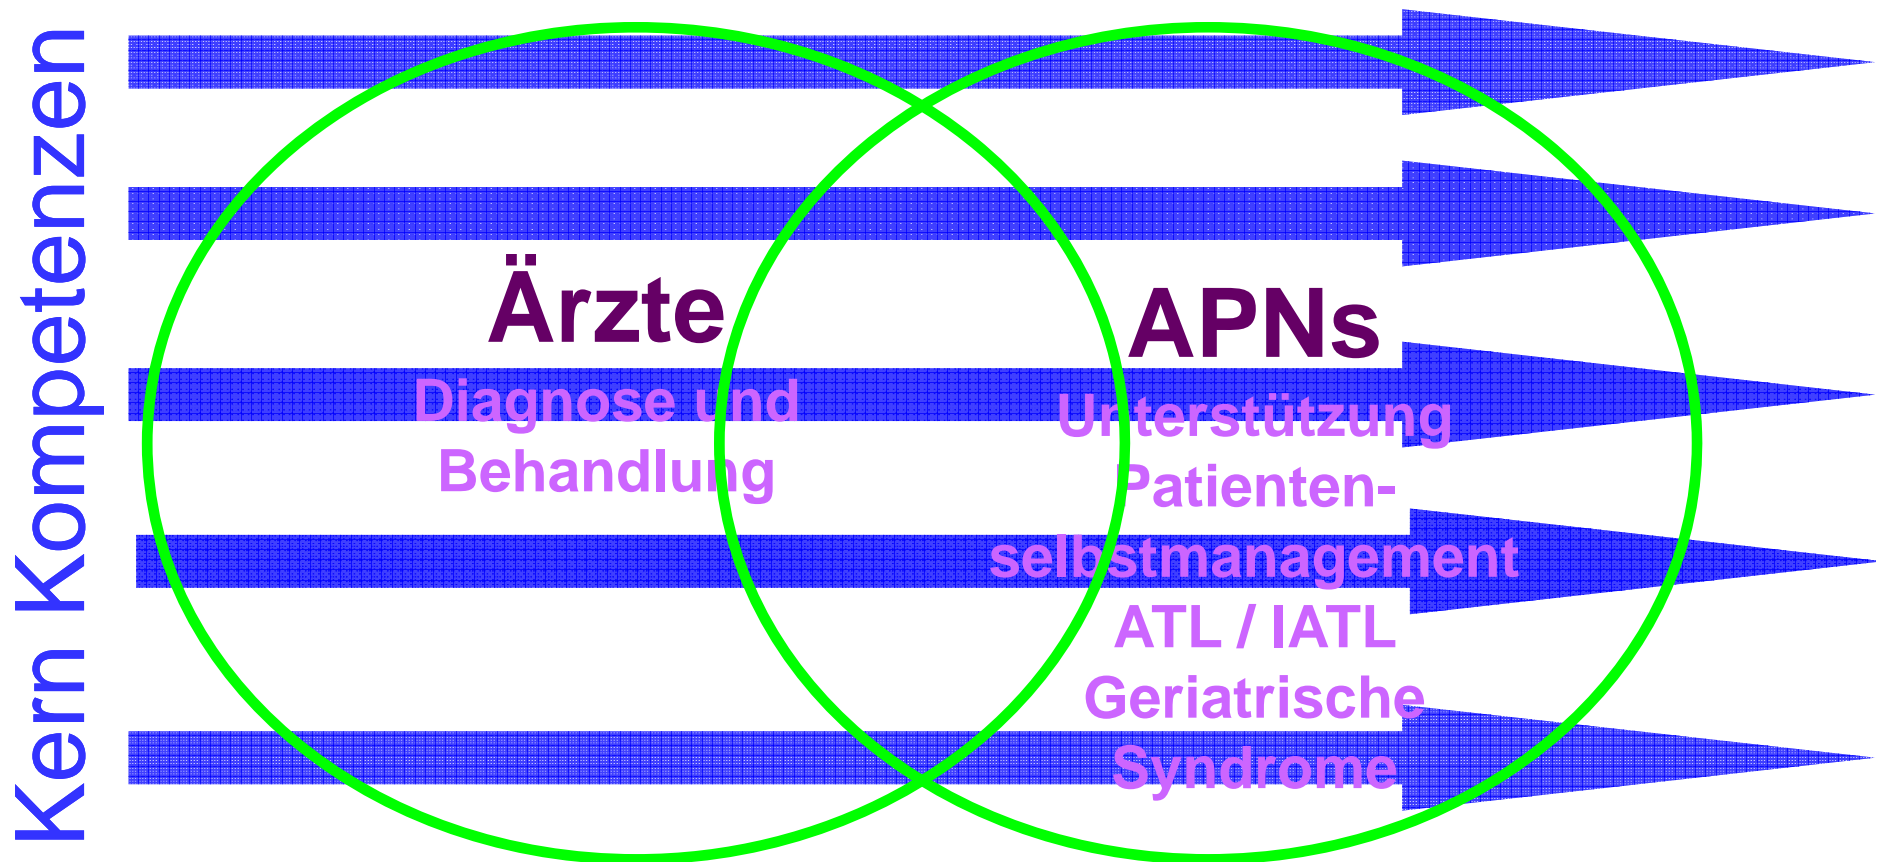 Kern Kompetenzen
Ärzte
Diagnose und
Behandlung
APNs
Unterstützung
Patienten-
selbstmanagement
ATL / IATL
Geriatrische
Syndrome